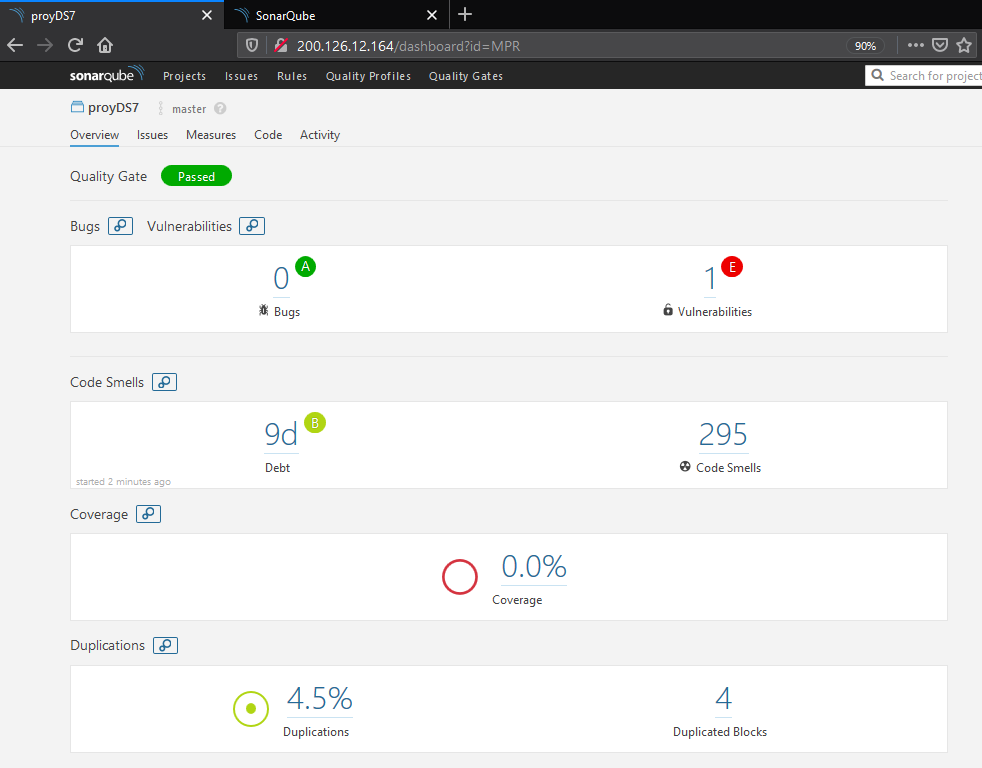 proyDS7
SonarQube
200.126.12.164/dashboard?id=MPR
90%
sonarqube Projects Issues Rules Quality Profiles Quality Gates
Search for project
proyDS7 master ?
Overview Issues Measures Code Activity
Quality Gate Passed
Bugs Vulnerabilities
0 A 1 E
Bugs Vulnerabilities
Code Smells
9d B 295
Debt Code Smells
started 2 minutes ago
Coverage
0.0%
Coverage
Duplications
4.5% 4
Duplications Duplicated Blocks